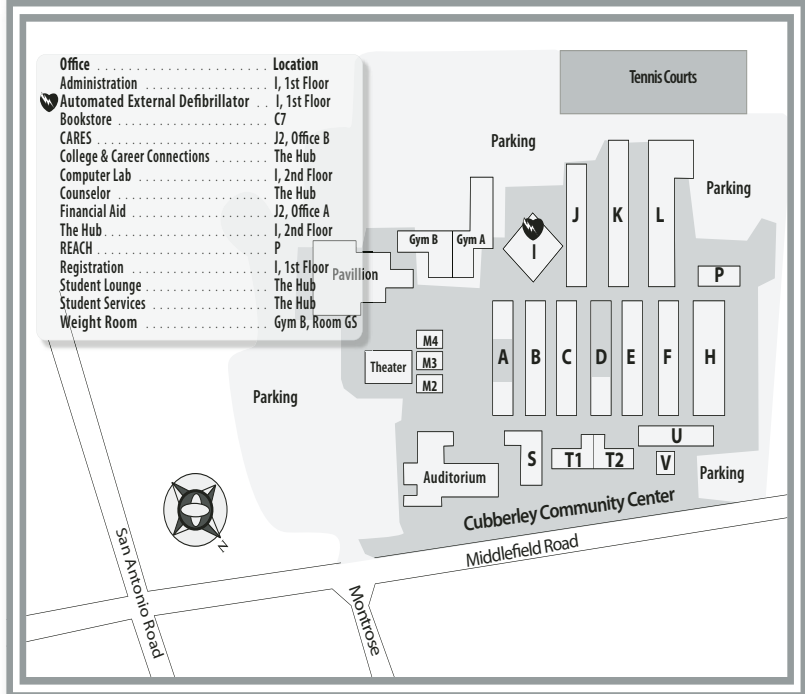 Office . . . . . . . . . . . . . . . . . . . . . . Location
Administration . . . . . . . . . . . . . . . . I, 1st Floor
Automated External Defibrillator . . I, 1st Floor
Bookstore . . . . . . . . . . . . . . . . . . . C7
CARES . . . . . . . . . . . . . . . . . . . . . . J2, Office B
College & Career Connections . . . . . . . The Hub
Computer Lab . . . . . . . . . . . . . . . . . I, 2nd Floor
Counselor . . . . . . . . . . . . . . . . . . . The Hub
Financial Aid . . . . . . . . . . . . . . . . . J2, Office A
The Hub . . . . . . . . . . . . . . . . . . . . . I, 2nd Floor
REACH . . . . . . . . . . . . . . . . . . . . . . P
Registration . . . . . . . . . . . . . . . . . . I, 1st Floor
Student Lounge . . . . . . . . . . . . . . . . The Hub
Student Services . . . . . . . . . . . . . . . The Hub
Weight Room . . . . . . . . . . . . . . . . . Gym B, Room GS
Tennis Courts
Parking
Parking
Gym B
Gym A
I
J
K
L
P
Pavillion
M4
M3
M2
Theater
A
B
C
D
E
F
H
Parking
Auditorium
S
T1
T2
U
V
Parking
Cubberley Community Center
Middlefield Road
San Antonio Road
Montrose
N